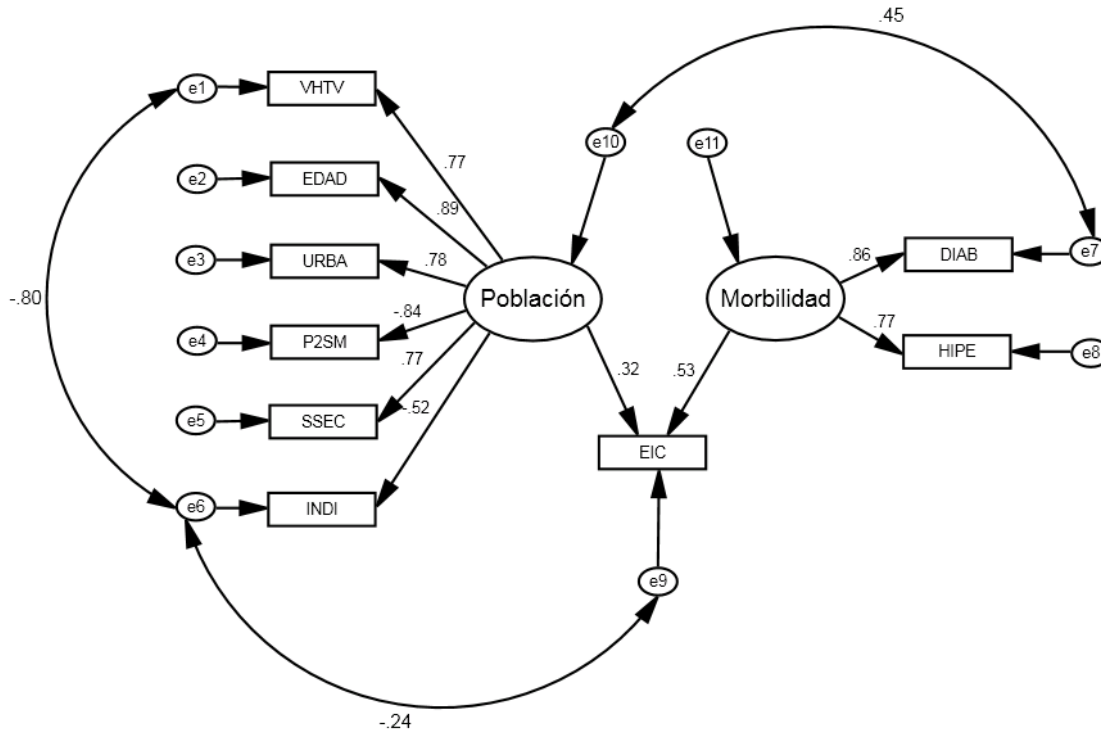 .45
e1
VHTV
e10
e11
.77
e2
EDAD
.89
e3
URBA
.78
.86
DIAB
e7
-.80
Población
Morbilidad
-.84
e4
P2SM
.77
.77
HIPE
e8
.32
.53
e5
SSEC
-.52
EIC
e6
INDI
e9
-.24